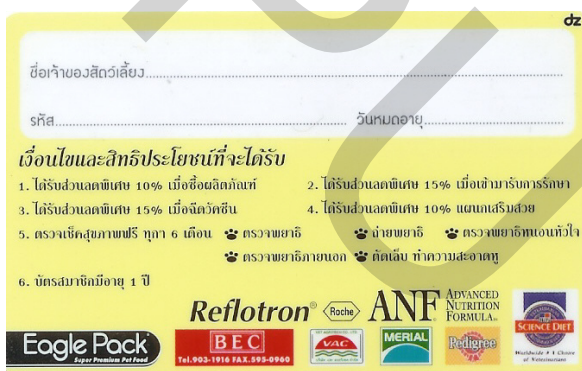 dz
ชื่อเจ้าของสัตว์เลี้ยง
รหัส วันหมดอายุ
เงื่อนไขและสิทธิประโยชน์ที่จะได้รับ
1. ได้รับส่วนลดพิเศษ 10% เมื่อซื้อผลิตภัณฑ์ 2. ได้รับส่วนลดพิเศษ 15% เมื่อเข้ามารับการรักษา
3. ได้รับส่วนลดพิเศษ 15% เมื่อฉีดวัคซีน 4. ได้รับส่วนลดพิเศษ 10% แผนกเสริมสวย
5. ตรวจเช็คสุขภาพฟรี ทุกๆ 6 เดือน ตรวจพยาธิ ถ่ายพยาธิ ตรวจพยาธิหนอนหัวใจ
ตรวจพยาธิภายนอก ตัดเล็บ ทำความสะอาดหู
6. บัตรสมาชิกมีอายุ 1 ปี
Reflotron® Roche ANF ADVANCED NUTRITION FORMULA
SCIENCE DIET
Worldwide # 1 Choice of Veterinarians
Eagle Pack
Super Premium Pet Food
BEC
Tel.903-1916 FAX.595-0960
VAC
MERIAL
Pedigree